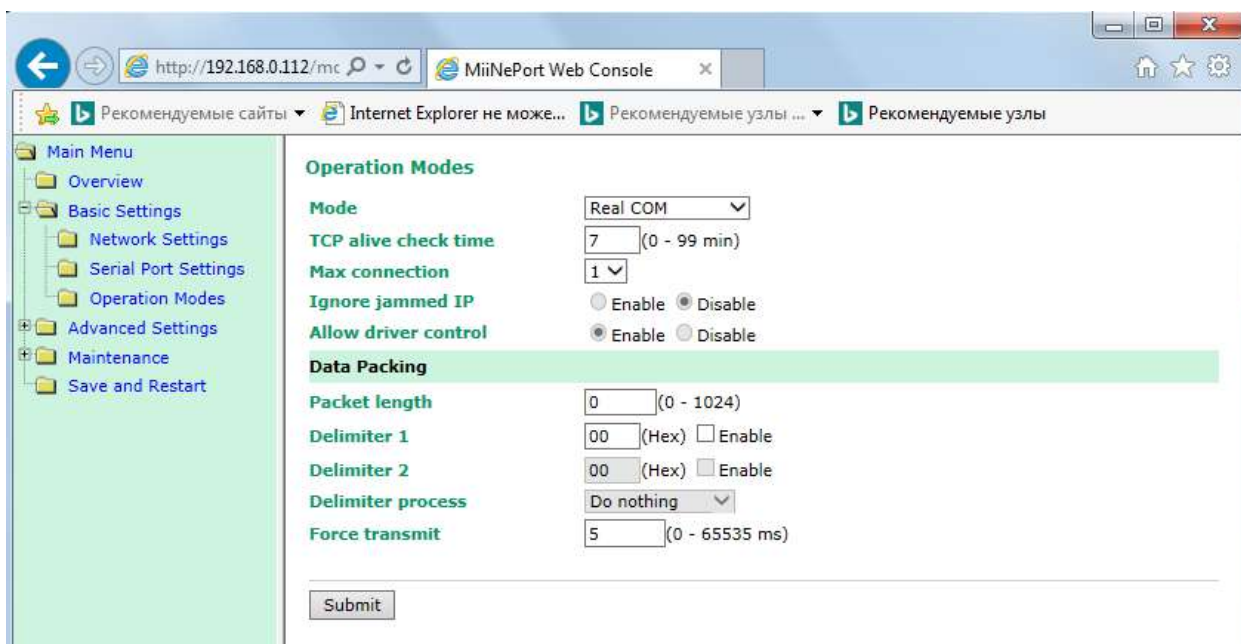 http://192.168.0.112/mc
MiiNePort Web Console
Рекомендуемые сайты
Internet Explorer не може...
Рекомендуемые узлы ...
Рекомендуемые узлы
Main Menu
Overview
Basic Settings
Network Settings
Serial Port Settings
Operation Modes
Advanced Settings
Maintenance
Save and Restart
Operation Modes
Mode Real COM
TCP alive check time 7 (0 - 99 min)
Max connection 1
Ignore jammed IP Enable Disable
Allow driver control Enable Disable
Data Packing
Packet length 0 (0 - 1024)
Delimiter 1 00 (Hex) Enable
Delimiter 2 00 (Hex) Enable
Delimiter process Do nothing
Force transmit 5 (0 - 65535 ms)
Submit